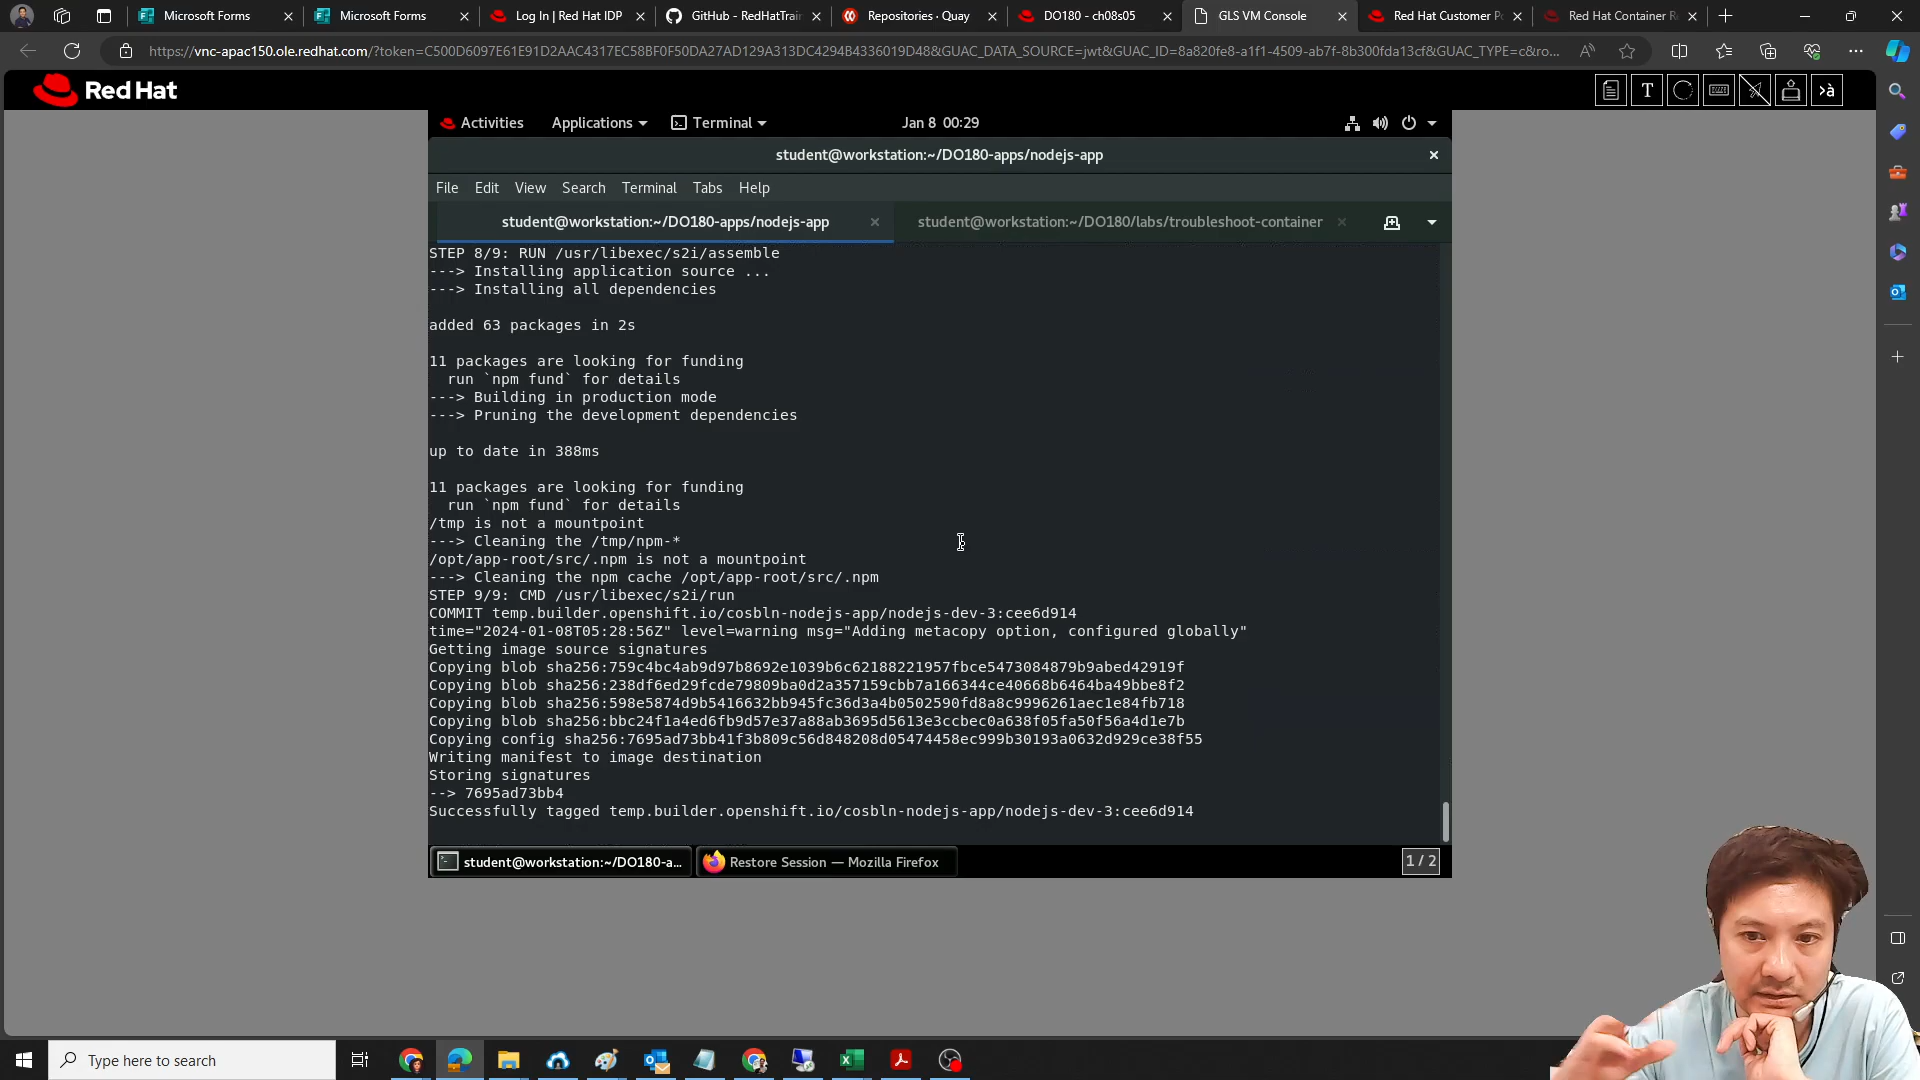 Microsoft Forms
Microsoft Forms
Log In | Red Hat IDP
GitHub - RedHatTrai
Repositories · Quay
DO180 - ch08s05
GLS VM Console
Red Hat Customer P
Red Hat Container R
https://vnc-apac150.ole.redhat.com/?token=C500D6097E61E91D2AAC4317EC58BF0F50DA27AD129A313DC4294B4336019D48&GUAC_DATA_SOURCE=jwt&GUAC_ID=8a820fe8-a1f1-4509-ab7f-8b300fda13cf&GUAC_TYPE=c&ro...
Red Hat
Activities Applications Terminal Jan 8 00:29
student@workstation:~/DO180-apps/nodejs-app
File Edit View Search Terminal Tabs Help
student@workstation:~/DO180-apps/nodejs-app
student@workstation:~/DO180/labs/troubleshoot-container
STEP 8/9: RUN /usr/libexec/s2i/assemble
---> Installing application source ...
---> Installing all dependencies
added 63 packages in 2s
11 packages are looking for funding
run `npm fund` for details
---> Building in production mode
---> Pruning the development dependencies
up to date in 388ms
11 packages are looking for funding
run `npm fund` for details
/tmp is not a mountpoint
---> Cleaning the /tmp/npm-*
/opt/app-root/src/.npm is not a mountpoint
---> Cleaning the npm cache /opt/app-root/src/.npm
STEP 9/9: CMD /usr/libexec/s2i/run
COMMIT temp.builder.openshift.io/cosbln-nodejs-app/nodejs-dev-3:cee6d914
time="2024-01-08T05:28:56Z" level=warning msg="Adding metacopy option, configured globally"
Getting image source signatures
Copying blob sha256:759c4bc4ab9d97b8692e1039b6c62188221957fbce5473084879b9abed42919f
Copying blob sha256:238df6ed29fcde79809ba0d2a357159cbb7a166344ce40668b6464ba49bbe8f2
Copying blob sha256:598e5874d9b5416632bb945fc36d3a4b0502590fd8a8c9996261aec1e84fb718
Copying blob sha256:bbc24f1a4ed6fb9d57e37a88ab3695d5613e3ccbec0a638f05fa50f56a4d1e7b
Copying config sha256:7695ad73bb41f3b809c56d848208d05474458ec999b30193a0632d929ce38f55
Writing manifest to image destination
Storing signatures
--> 7695ad73bb4
Successfully tagged temp.builder.openshift.io/cosbln-nodejs-app/nodejs-dev-3:cee6d914
student@workstation:~/DO180-a...
Restore Session — Mozilla Firefox
1 / 2
Type here to search